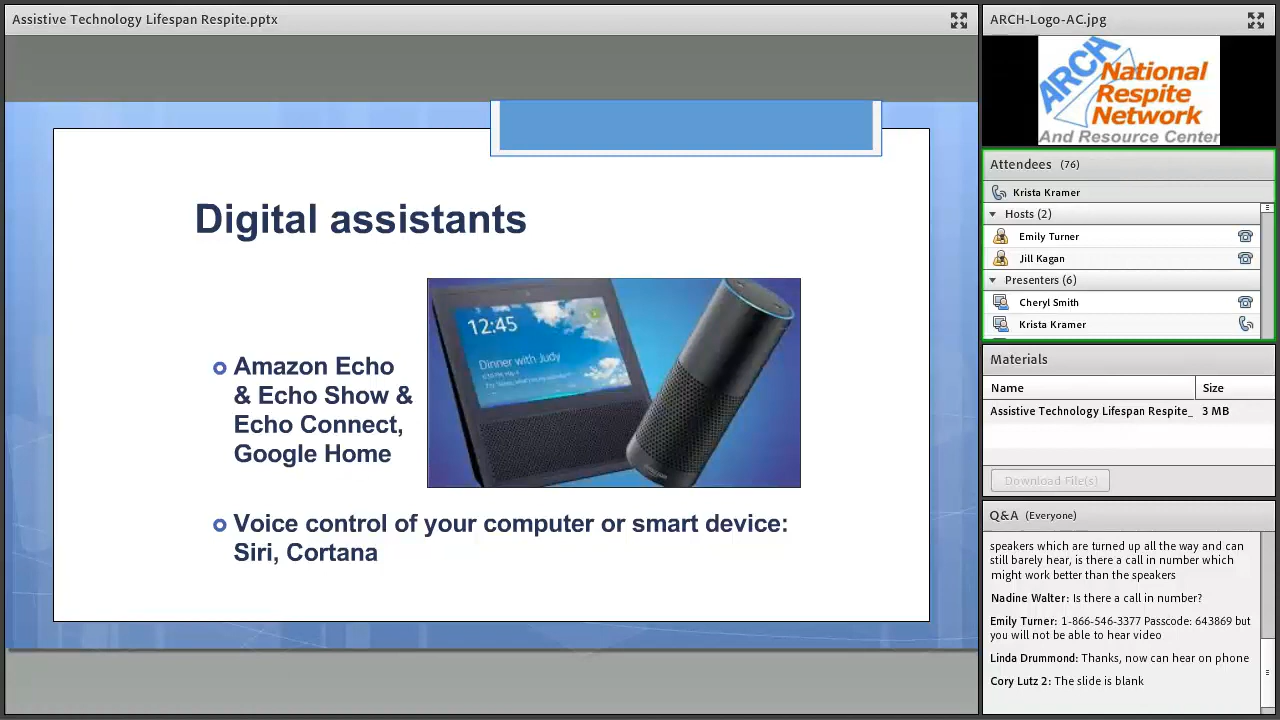 Assistive Technology Lifespan Respite.pptx
Digital assistants
12:45
Dinner with Judy
Amazon Echo
& Echo Show &
Echo Connect,
Google Home
Voice control of your computer or smart device:
Siri, Cortana
ARCH-Logo-AC.jpg
ARCH
National
Respite
Network
And Resource Center
Attendees (76)
Krista Kramer
Hosts (2)
Emily Turner
Jill Kagan
Presenters (6)
Cheryl Smith
Krista Kramer
Materials
Name Size
Assistive Technology Lifespan Respite_ 3 MB
Download File(s)
Q&A (Everyone)
speakers which are turned up all the way and can
still barely hear, is there a call in number which
might work better than the speakers
Nadine Walter: Is there a call in number?
Emily Turner: 1-866-546-3377 Passcode: 643869 but
you will not be able to hear video
Linda Drummond: Thanks, now can hear on phone
Cory Lutz 2: The slide is blank